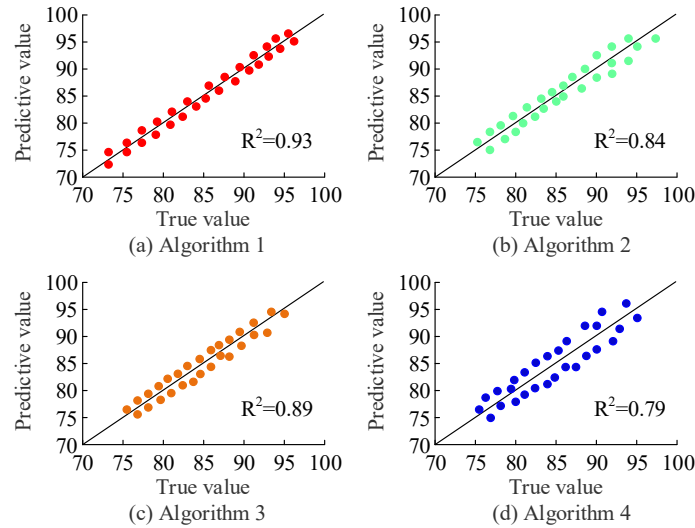 100
95
90
85
80
75
70
Predictive value
R²=0.93
70 75 80 85 90 95 100
True value
(a) Algorithm 1
100
95
90
85
80
75
70
Predictive value
R²=0.84
70 75 80 85 90 95 100
True value
(b) Algorithm 2
100
95
90
85
80
75
70
Predictive value
R²=0.89
70 75 80 85 90 95 100
True value
(c) Algorithm 3
100
95
90
85
80
75
70
Predictive value
R²=0.79
70 75 80 85 90 95 100
True value
(d) Algorithm 4